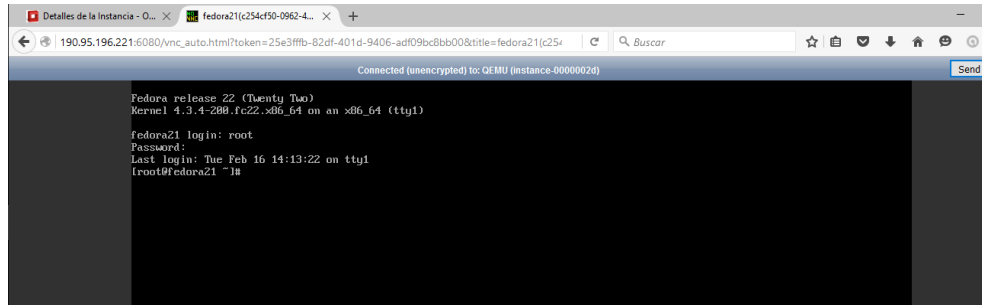 Detalles de la Instancia - O...
fedora21(c254cf50-0962-4...
190.95.196.221:6080/vnc_auto.html?token=25e3fffb-82df-401d-9406-adf09bc8bb00&title=fedora21(c254
Buscar
Connected (unencrypted) to: QEMU (instance-0000002d)
Send
Fedora release 22 (Twenty Two)
Kernel 4.3.4-200.fc22.x86_64 on an x86_64 (tty1)
fedora21 login: root
Password:
Last login: Tue Feb 16 14:13:22 on tty1
[root@fedora21 ~]#